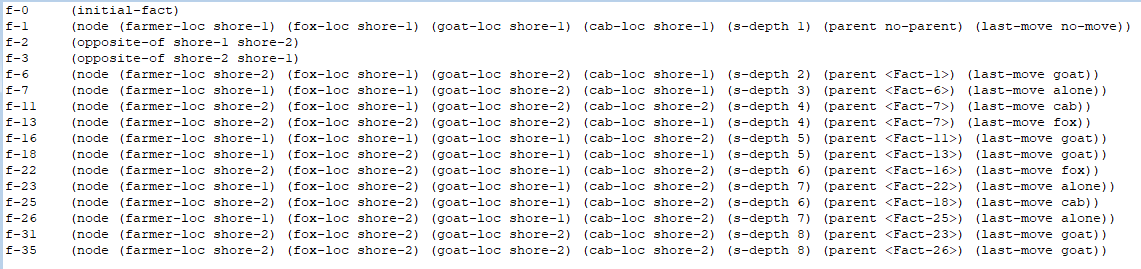 f-0     (initial-fact)
f-1     (node (farmer-loc shore-1) (fox-loc shore-1) (goat-loc shore-1) (cab-loc shore-1) (s-depth 1) (parent no-parent) (last-move no-move))
f-2     (opposite-of shore-1 shore-2)
f-3     (opposite-of shore-2 shore-1)
f-6     (node (farmer-loc shore-2) (fox-loc shore-1) (goat-loc shore-2) (cab-loc shore-1) (s-depth 2) (parent <Fact-1>) (last-move goat))
f-7     (node (farmer-loc shore-1) (fox-loc shore-1) (goat-loc shore-2) (cab-loc shore-1) (s-depth 3) (parent <Fact-6>) (last-move alone))
f-11    (node (farmer-loc shore-2) (fox-loc shore-1) (goat-loc shore-2) (cab-loc shore-2) (s-depth 4) (parent <Fact-7>) (last-move cab))
f-13    (node (farmer-loc shore-2) (fox-loc shore-2) (goat-loc shore-2) (cab-loc shore-1) (s-depth 4) (parent <Fact-7>) (last-move fox))
f-16    (node (farmer-loc shore-1) (fox-loc shore-1) (goat-loc shore-1) (cab-loc shore-2) (s-depth 5) (parent <Fact-11>) (last-move goat))
f-18    (node (farmer-loc shore-1) (fox-loc shore-2) (goat-loc shore-1) (cab-loc shore-1) (s-depth 5) (parent <Fact-13>) (last-move goat))
f-22    (node (farmer-loc shore-2) (fox-loc shore-2) (goat-loc shore-1) (cab-loc shore-2) (s-depth 6) (parent <Fact-16>) (last-move fox))
f-23    (node (farmer-loc shore-1) (fox-loc shore-2) (goat-loc shore-1) (cab-loc shore-2) (s-depth 7) (parent <Fact-22>) (last-move alone))
f-25    (node (farmer-loc shore-2) (fox-loc shore-2) (goat-loc shore-1) (cab-loc shore-2) (s-depth 6) (parent <Fact-18>) (last-move cab))
f-26    (node (farmer-loc shore-1) (fox-loc shore-2) (goat-loc shore-1) (cab-loc shore-2) (s-depth 7) (parent <Fact-25>) (last-move alone))
f-31    (node (farmer-loc shore-2) (fox-loc shore-2) (goat-loc shore-2) (cab-loc shore-2) (s-depth 8) (parent <Fact-23>) (last-move goat))
f-35    (node (farmer-loc shore-2) (fox-loc shore-2) (goat-loc shore-2) (cab-loc shore-2) (s-depth 8) (parent <Fact-26>) (last-move goat))